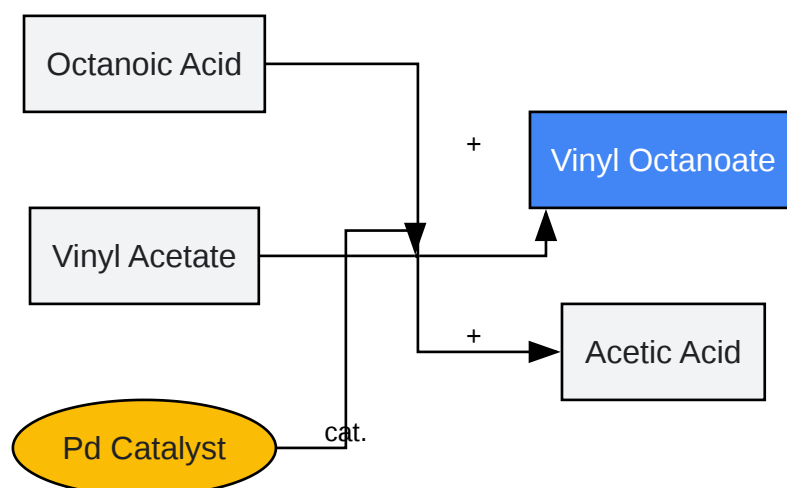 Octanoic Acid
+
Vinyl Octanoate
Vinyl Acetate
+
Acetic Acid
cat.
Pd Catalyst